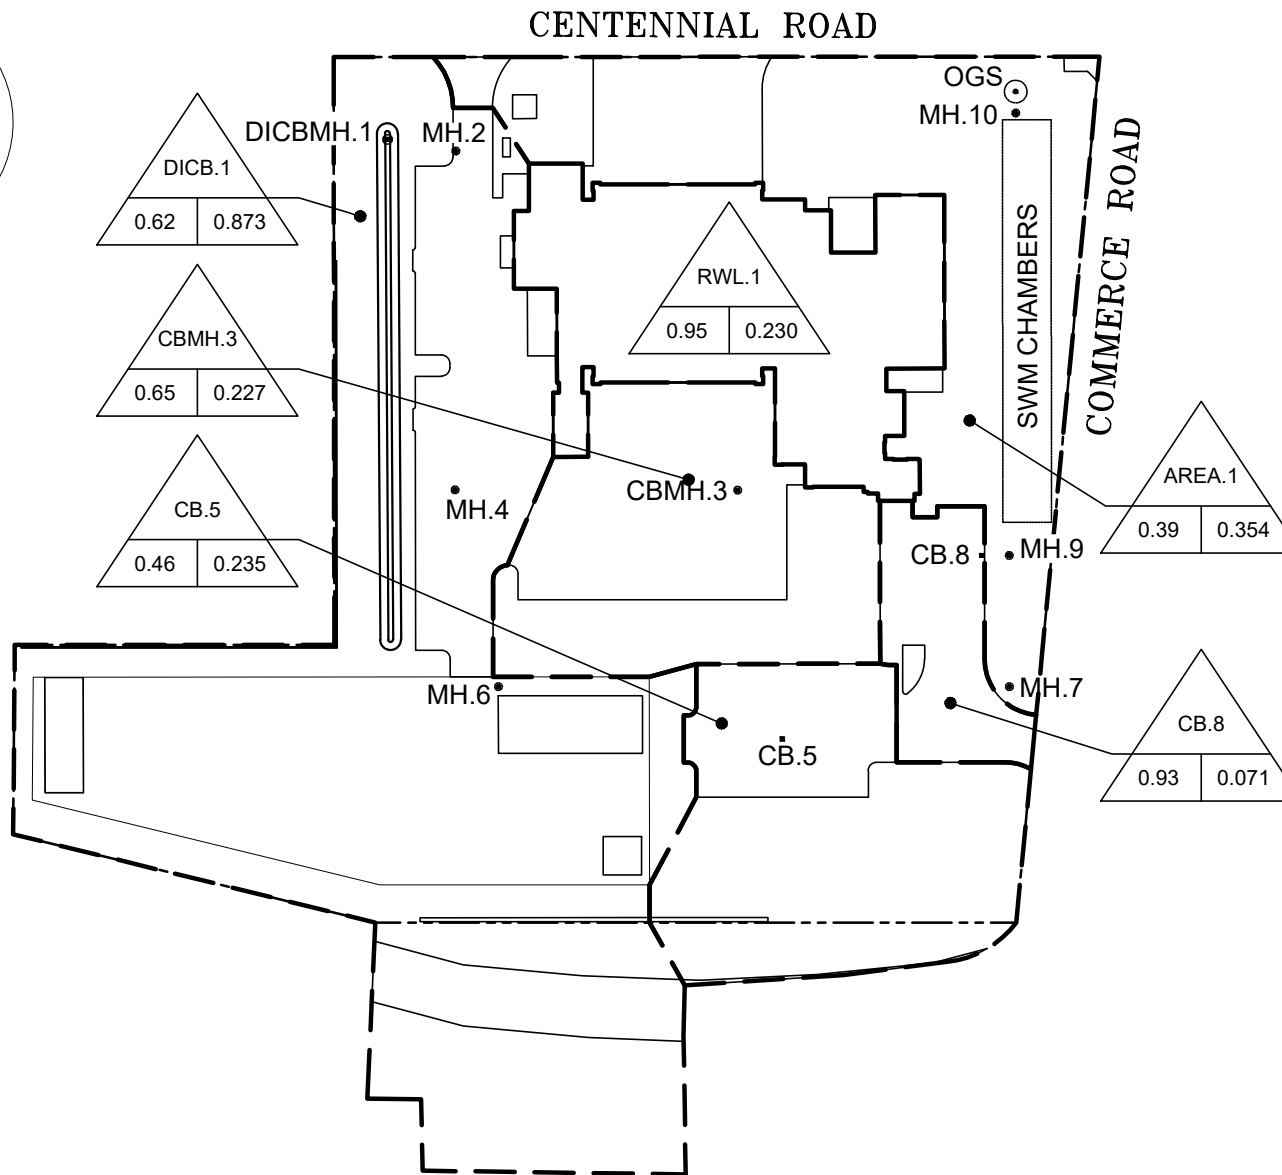 CENTENNIAL ROAD
OGS
MH.10
DICBMH.1
MH.2
DICB.1
0.62 0.873
COMMERCE ROAD
SWM CHAMBERS
RWL.1
0.95 0.230
CBMH.3
0.65 0.227
CBMH.3
MH.4
AREA.1
0.39 0.354
CB.5
0.46 0.235
CB.8
MH.9
MH.6
MH.7
CB.5
CB.8
0.93 0.071